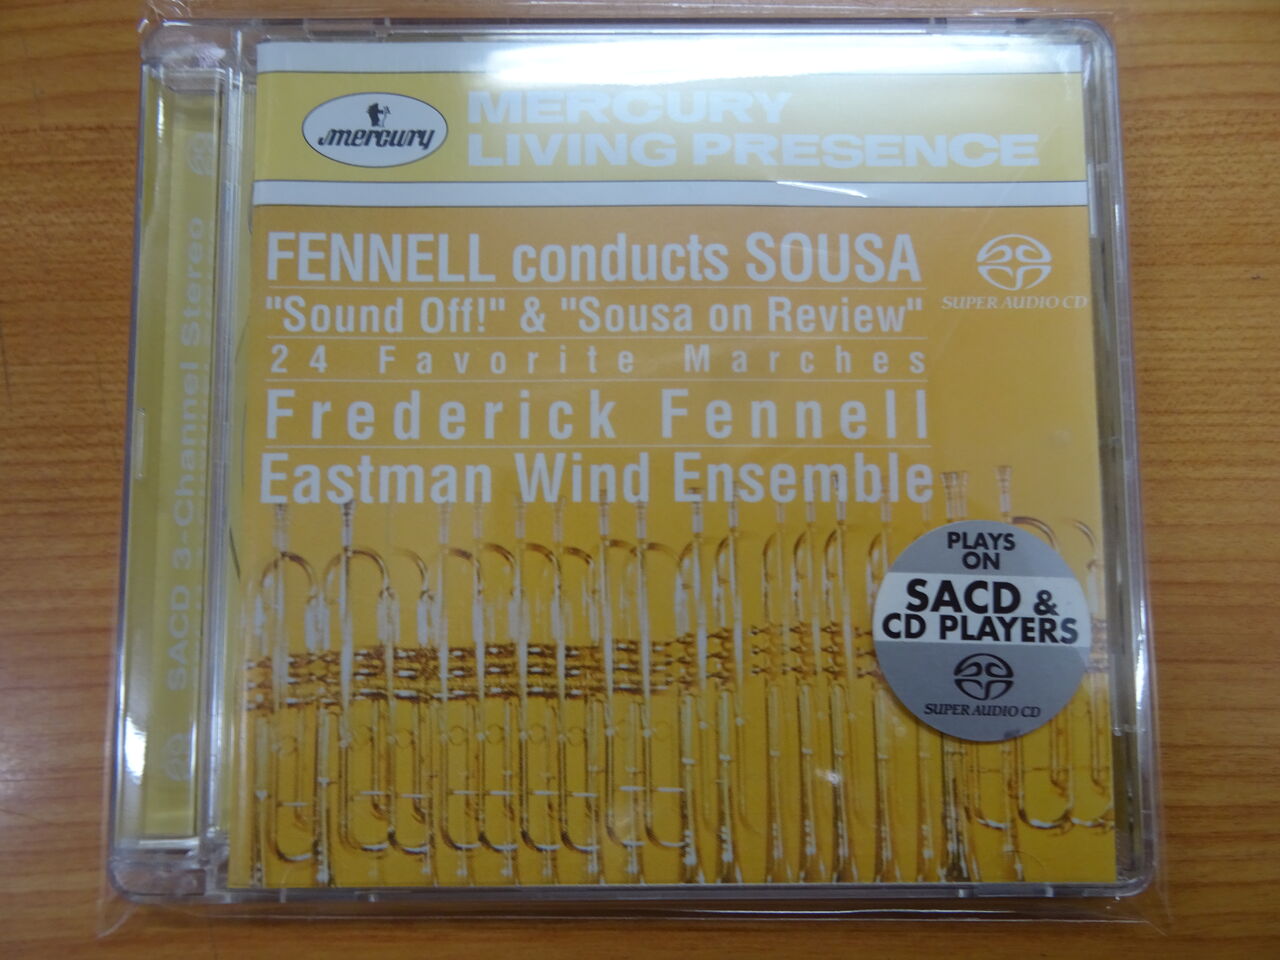 mercury
MERCURY
LIVING PRESENCE
FENNELL conducts SOUSA
"Sound Off!" & "Sousa on Review"
24 Favorite Marches
Frederick Fennell
Eastman Wind Ensemble
SUPER AUDIO CD
PLAYS
ON
SACD &
CD PLAYERS
SUPER AUDIO CD
SACD 3-Channel Stereo